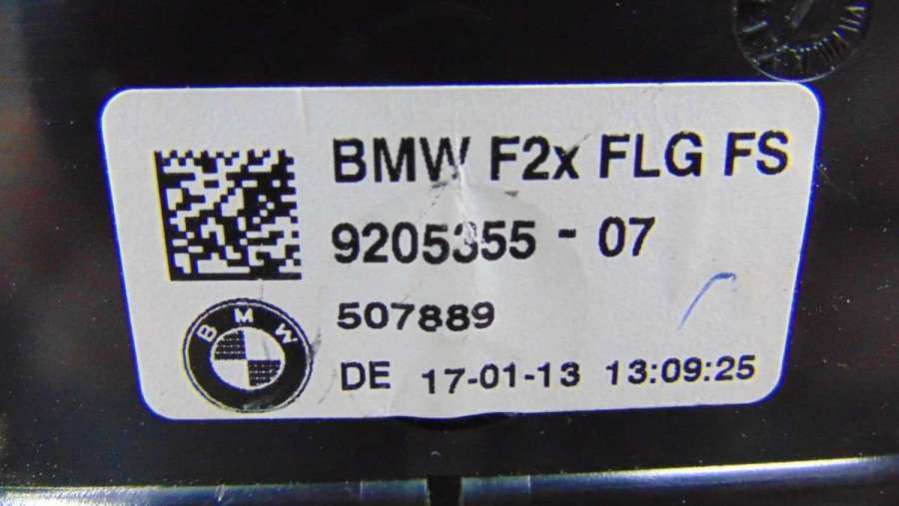 BMW F2x FLG FS
9205355 - 07
507889
BMW
DE 17-01-13 13:09:25